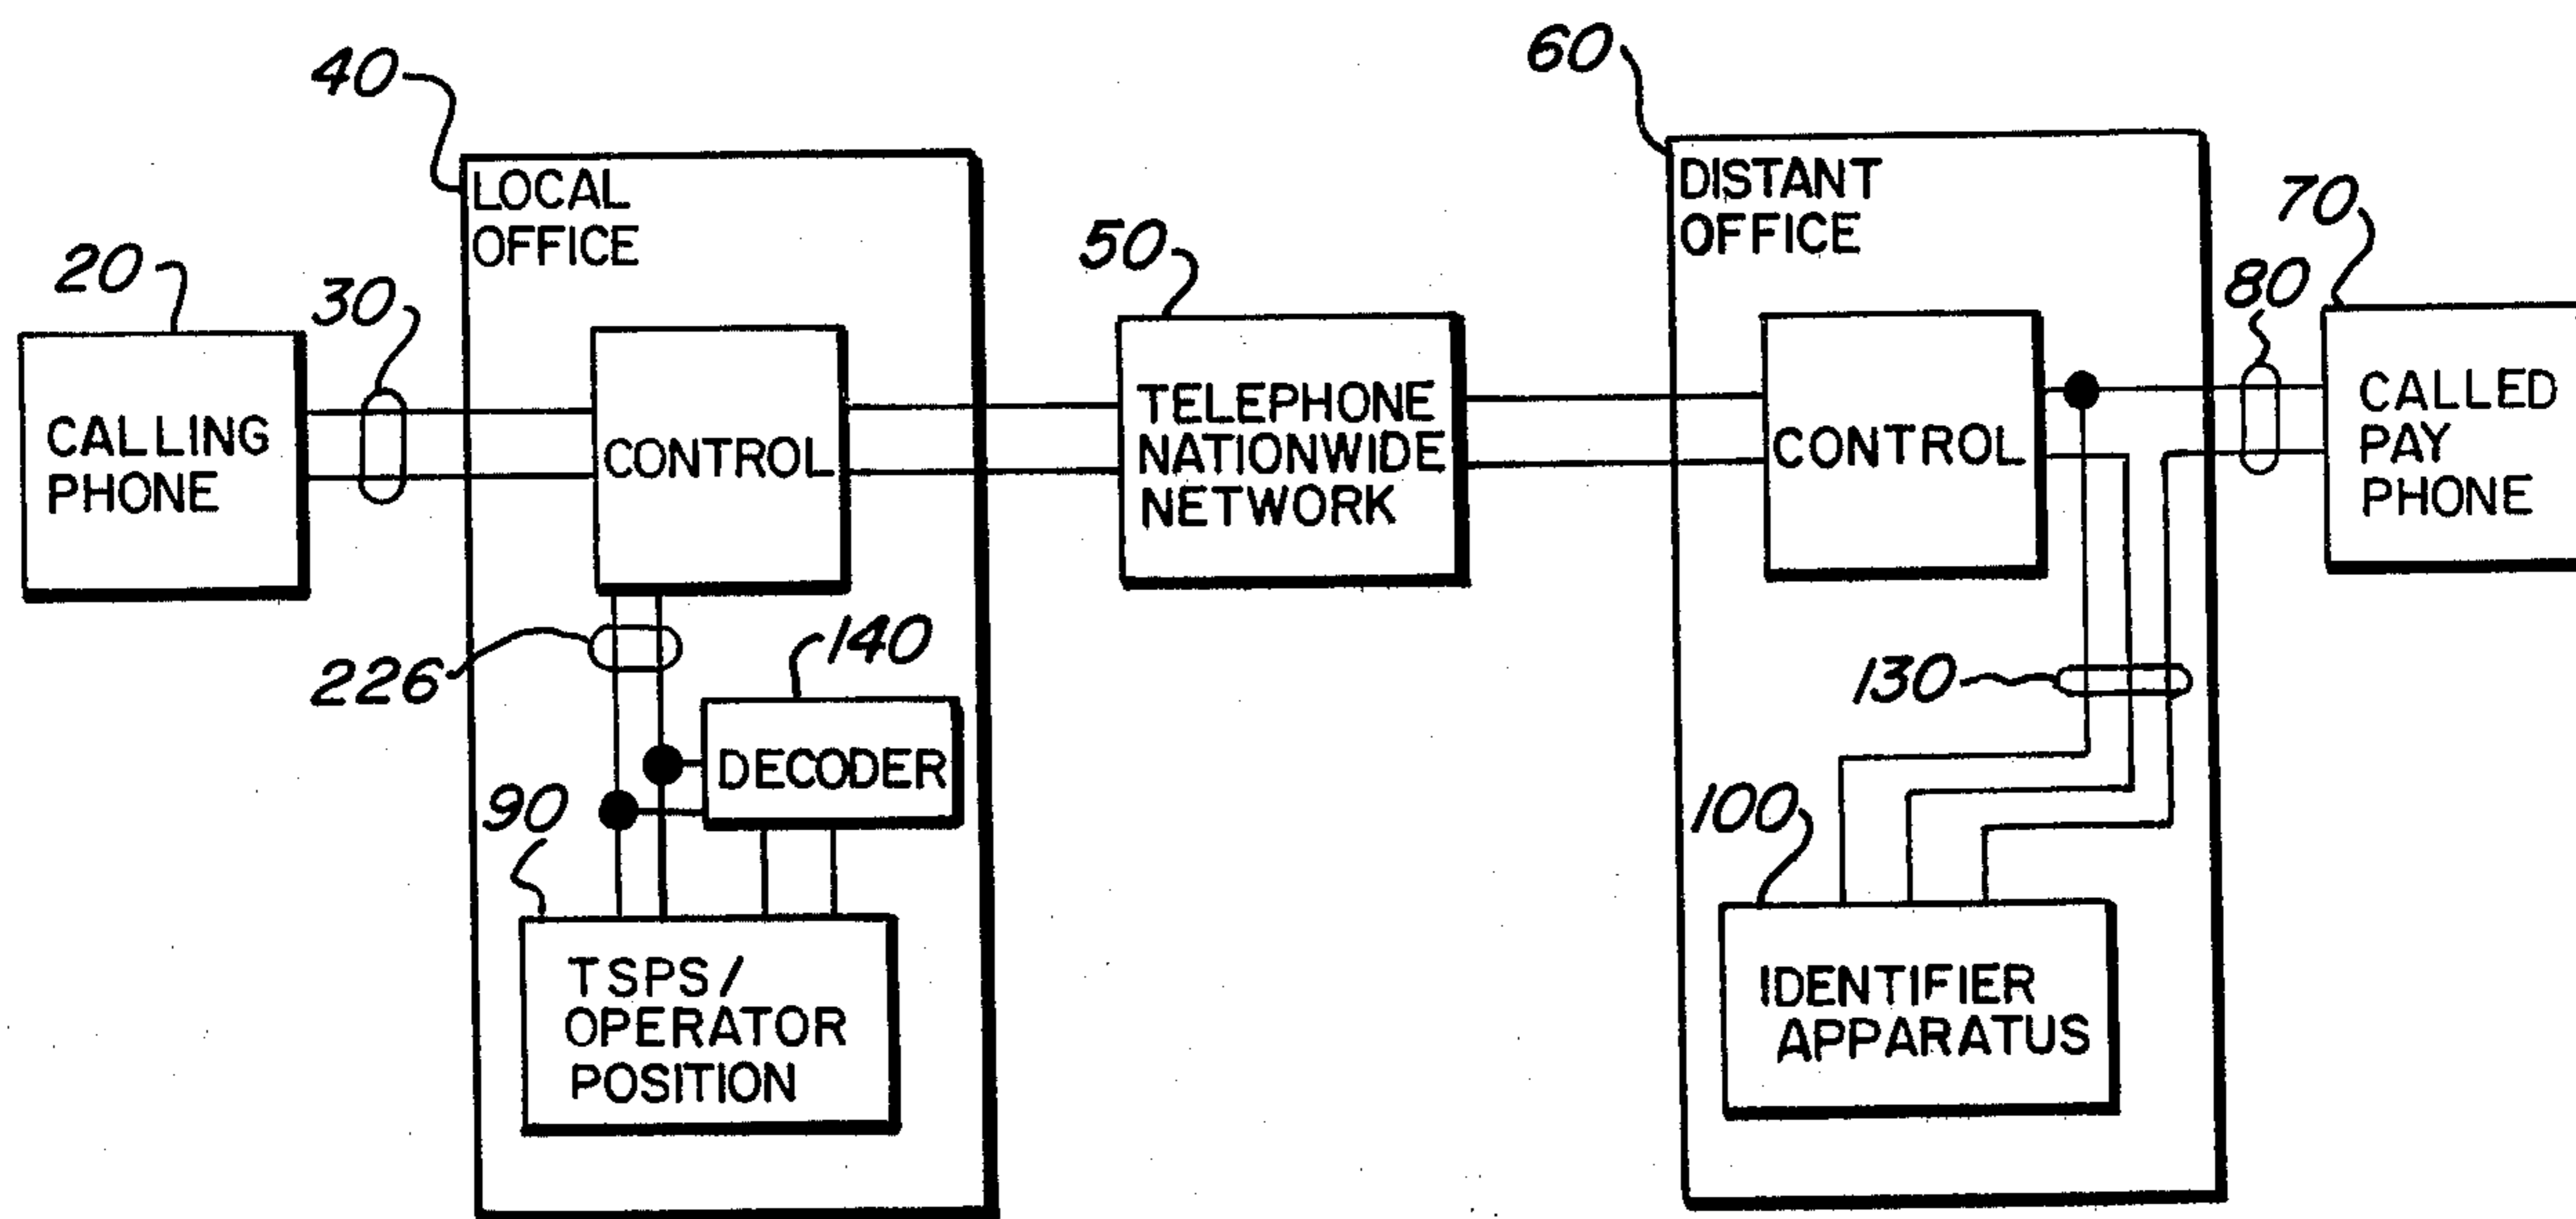 40
60
LOCAL
OFFICE
DISTANT
OFFICE
20
30
50
70
80
CALLING
PHONE
CONTROL
TELEPHONE
NATIONWIDE
NETWORK
CONTROL
CALLED
PAY
PHONE
226
140
130
DECODER
90
100
TSPS/
OPERATOR
POSITION
IDENTIFIER
APPARATUS